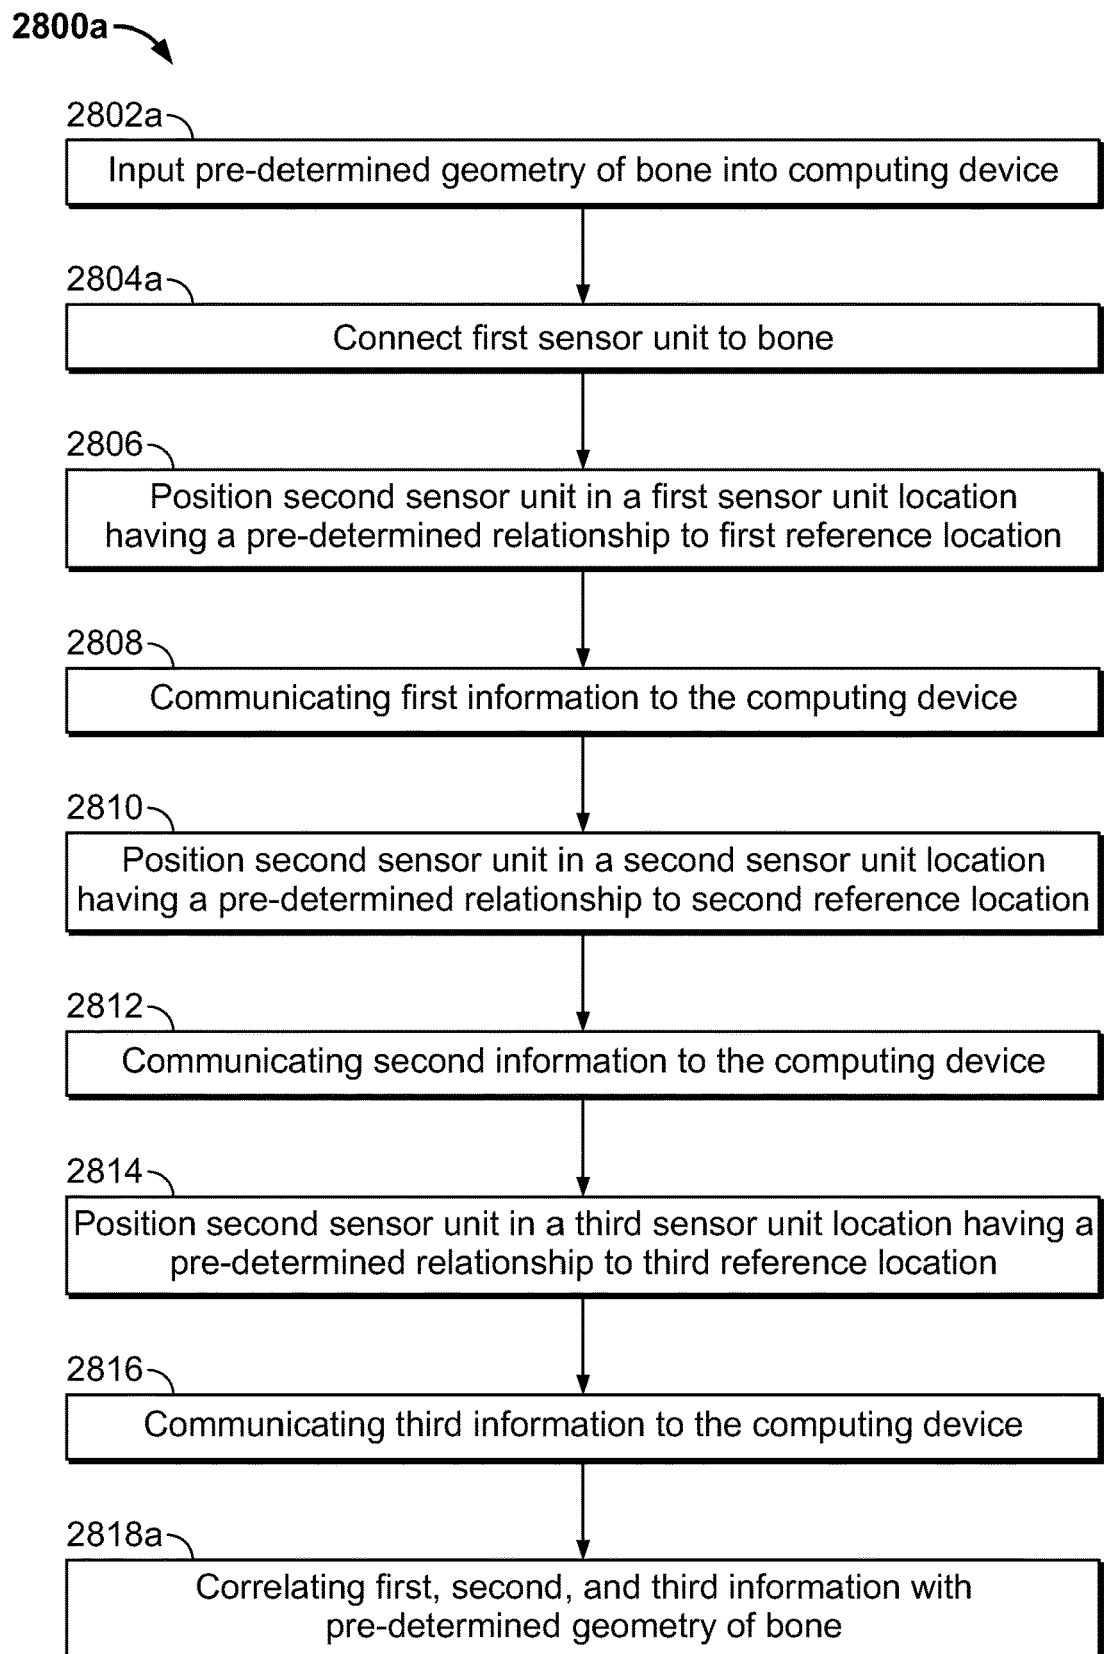 2800a
2802a
Input pre-determined geometry of bone into computing device
2804a
Connect first sensor unit to bone
2806
Position second sensor unit in a first sensor unit location
having a pre-determined relationship to first reference location
2808
Communicating first information to the computing device
2810
Position second sensor unit in a second sensor unit location
having a pre-determined relationship to second reference location
2812
Communicating second information to the computing device
2814
Position second sensor unit in a third sensor unit location having a
pre-determined relationship to third reference location
2816
Communicating third information to the computing device
2818a
Correlating first, second, and third information with
pre-determined geometry of bone